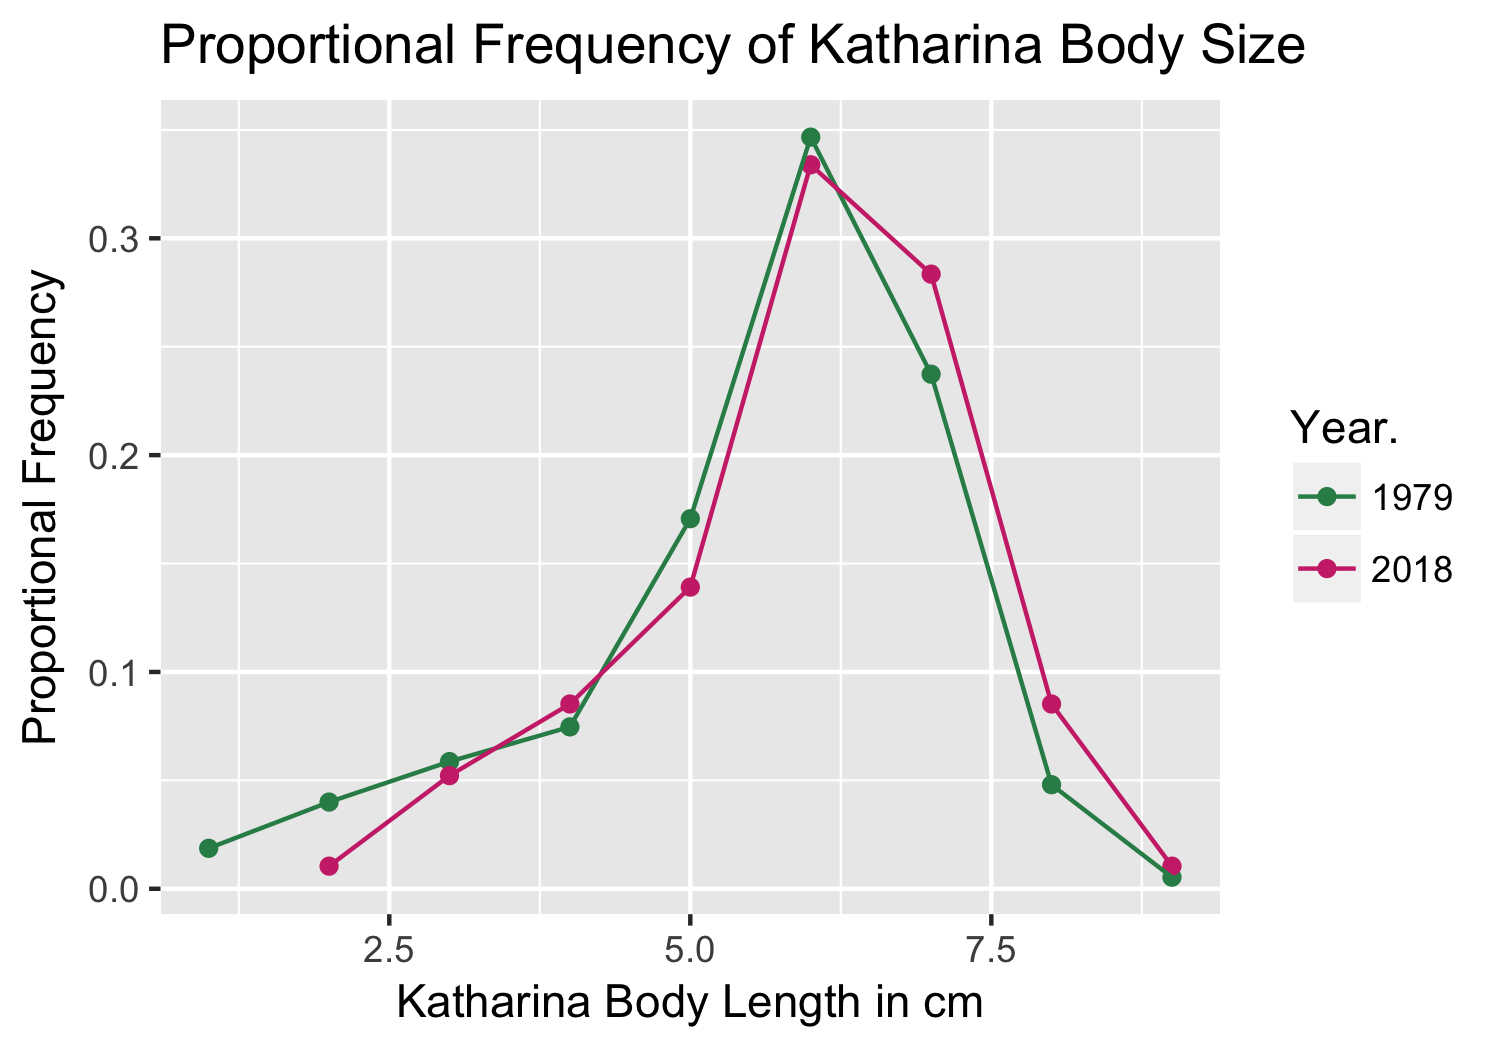 Proportional Frequency of Katharina Body Size
Proportional Frequency
0.3
0.2
0.1
0.0
2.5 5.0 7.5
Katharina Body Length in cm
Year.
1979
2018